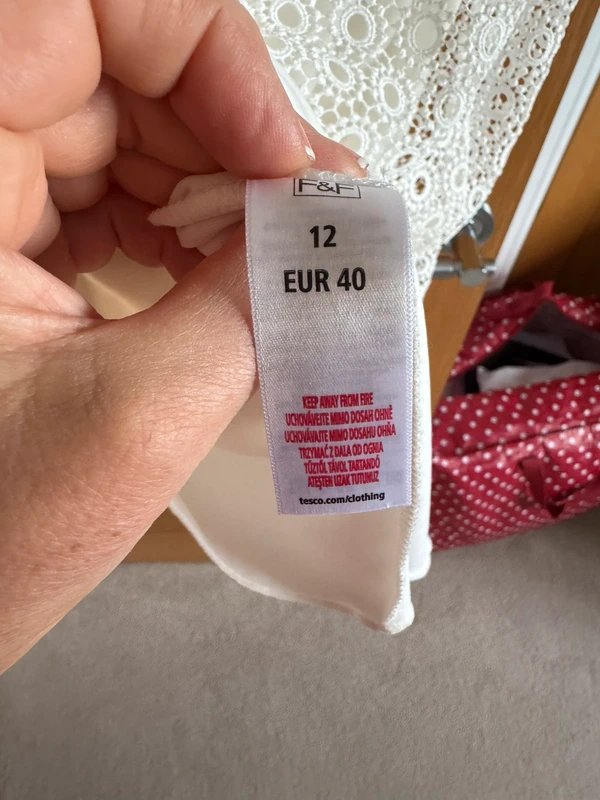 F&F
12
EUR 40
KEEP AWAY FROM FIRE
UCHOVÁVEJTE MIMO DOSAH OHNĚ
UCHOVÁVAJTE MIMO DOSAHU OHŇA
TRZYMAĆ Z DALA OD OGNIA
TŰZTŐL TÁVOL TARTANDÓ
ATEŞTEN UZAK TUTUNUZ
tesco.com/clothing